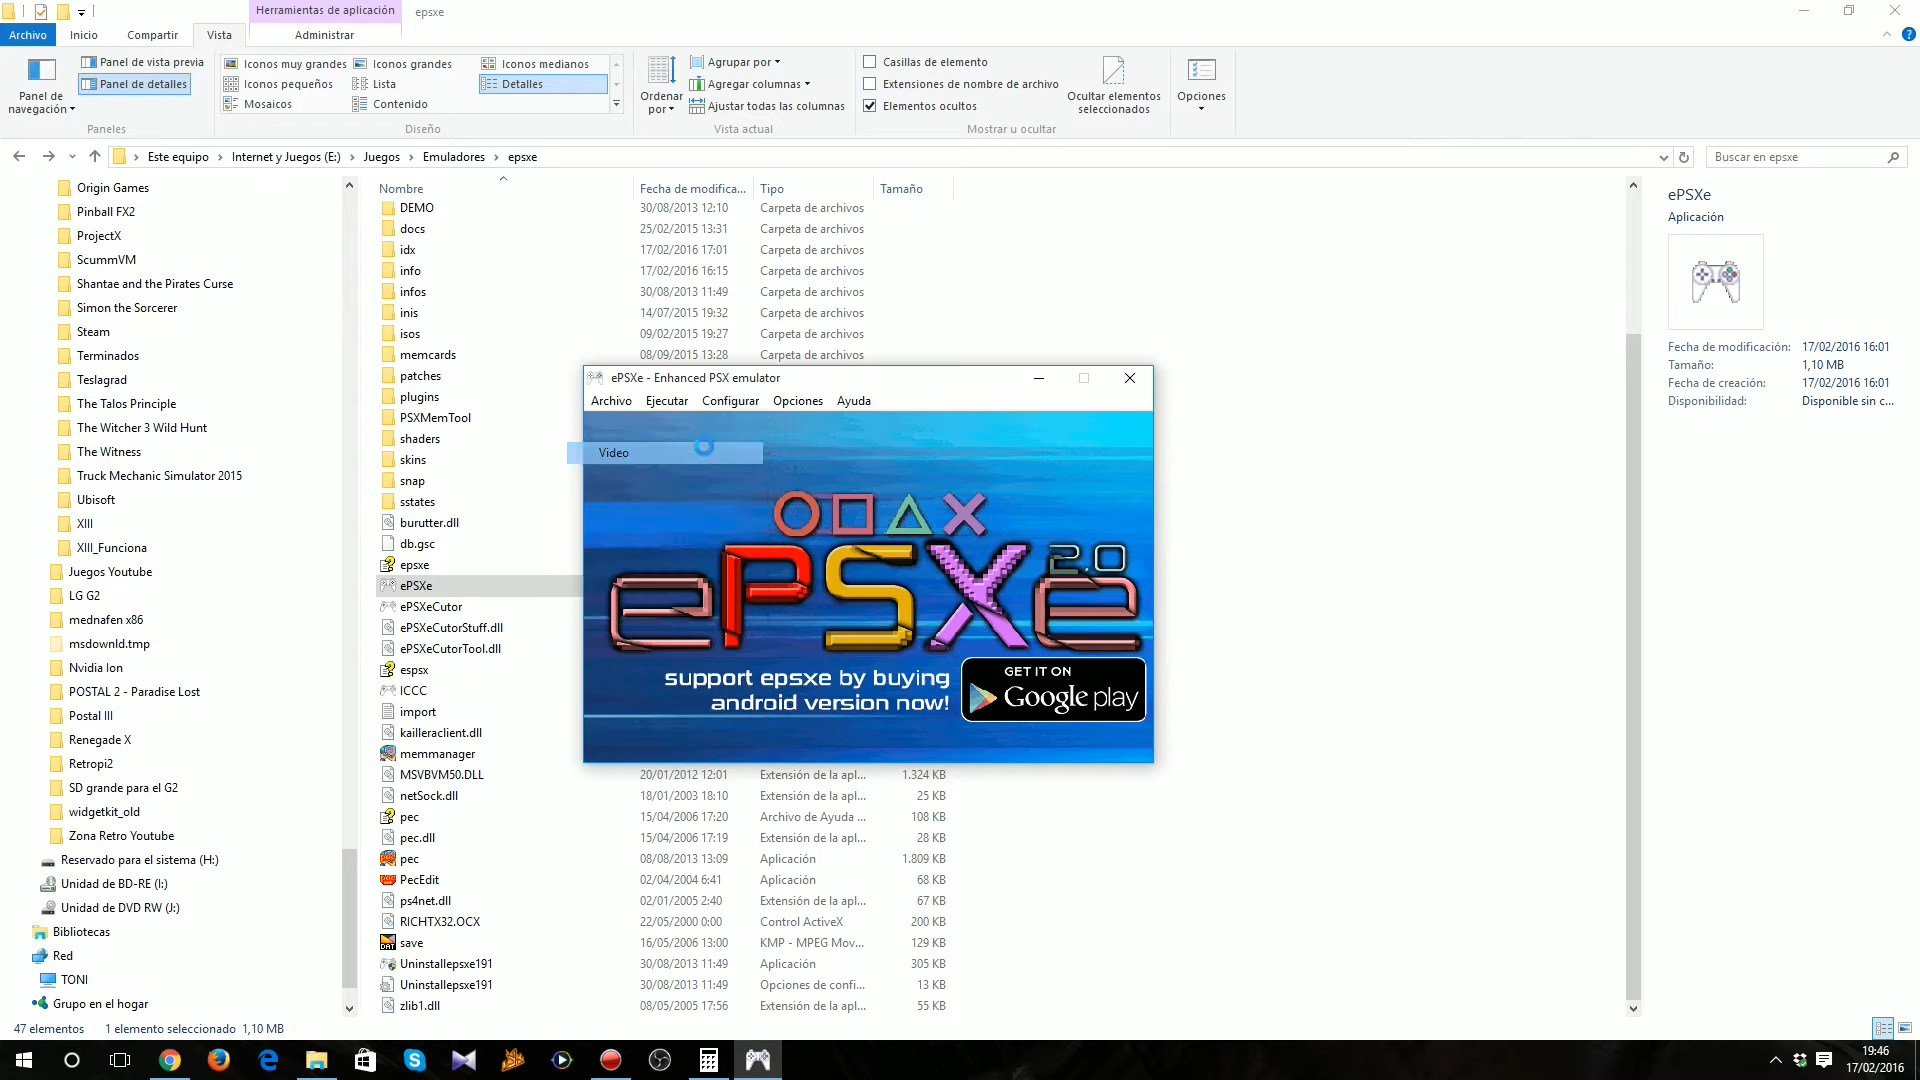 Herramientas de aplicación
epsxe
Archivo
Inicio
Compartir
Vista
Administrar
Panel de navegación
Panel de vista previa
Panel de detalles
Paneles
Iconos muy grandes
Iconos grandes
Iconos medianos
Iconos pequeños
Lista
Detalles
Mosaicos
Contenido
Diseño
Ordenar por
Agrupar por
Agregar columnas
Ajustar todas las columnas
Vista actual
Casillas de elemento
Extensiones de nombre de archivo
Elementos ocultos
Ocultar elementos seleccionados
Mostrar u ocultar
Opciones
Este equipo
Internet y Juegos (E:)
Juegos
Emuladores
epsxe
Buscar en epsxe
Origin Games
Pinball FX2
ProjectX
ScummVM
Shantae and the Pirates Curse
Simon the Sorcerer
Steam
Terminados
Teslagrad
The Talos Principle
The Witcher 3 Wild Hunt
The Witness
Truck Mechanic Simulator 2015
Ubisoft
XIII
XIII_Funciona
Juegos Youtube
LG G2
mednafen x86
msdownld.tmp
Nvidia Ion
POSTAL 2 - Paradise Lost
Postal III
Renegade X
Retropi2
SD grande para el G2
widgetkit_old
Zona Retro Youtube
Reservado para el sistema (H:)
Unidad de BD-RE (I:)
Unidad de DVD RW (J:)
Bibliotecas
Red
TONI
Grupo en el hogar
Nombre Fecha de modifica... Tipo Tamaño
DEMO 30/08/2013 12:10 Carpeta de archivos
docs 25/02/2015 13:31 Carpeta de archivos
idx 17/02/2016 17:01 Carpeta de archivos
info 17/02/2016 16:15 Carpeta de archivos
infos 30/08/2013 11:49 Carpeta de archivos
inis 14/07/2015 19:32 Carpeta de archivos
isos 09/02/2015 19:27 Carpeta de archivos
memcards 08/09/2015 13:28 Carpeta de archivos
patches
plugins
PSXMemTool
shaders
skins
snap
sstates
burutter.dll
db.gsc
epsxe
ePSXe
ePSXeCutor
ePSXeCutorStuff.dll
ePSXeCutorTool.dll
espsx
ICCC
import
kailleraclient.dll
memmanager
MSVBVM50.DLL 20/01/2012 12:01 Extensión de la apl... 1.324 KB
netSock.dll 18/01/2003 18:10 Extensión de la apl... 25 KB
pec 15/04/2006 17:20 Archivo de Ayuda ... 108 KB
pec.dll 15/04/2006 17:19 Extensión de la apl... 28 KB
pec 08/08/2013 13:09 Aplicación 1.809 KB
PecEdit 02/04/2004 6:41 Aplicación 68 KB
ps4net.dll 02/01/2005 2:40 Extensión de la apl... 67 KB
RICHTX32.OCX 22/05/2000 0:00 Control ActiveX 200 KB
save 16/05/2006 13:00 KMP - MPEG Mov... 129 KB
Uninstallepsxe191 30/08/2013 11:49 Aplicación 305 KB
Uninstallepsxe191 30/08/2013 11:49 Opciones de confi... 13 KB
zlib1.dll 08/05/2005 17:56 Extensión de la apl... 55 KB
ePSXe - Enhanced PSX emulator
Archivo Ejecutar Configurar Opciones Ayuda
Video
ePSXe 2.0
support epsxe by buying
android version now!
GET IT ON
Google play
ePSXe
Aplicación
Fecha de modificación: 17/02/2016 16:01
Tamaño: 1,10 MB
Fecha de creación: 17/02/2016 16:01
Disponibilidad: Disponible sin c...
47 elementos 1 elemento seleccionado 1,10 MB
19:46
17/02/2016